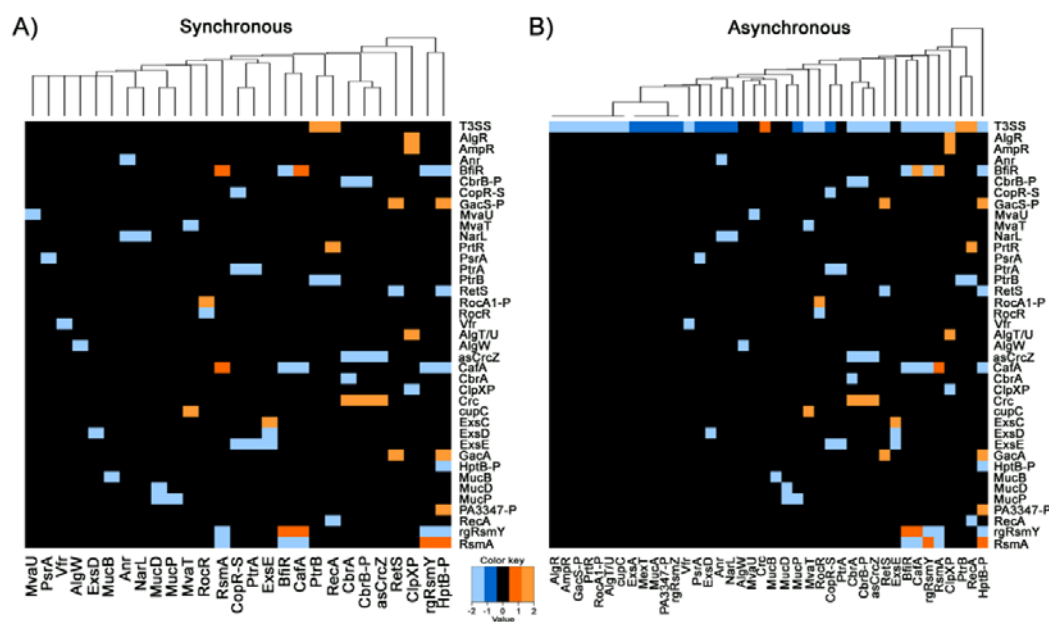 A)
Synchronous
T3SS
AlgR
AmpR
Anr
BfiR
CbrB-P
CopR-S
GacS-P
MvaU
MvaT
NarL
PrtR
PsrA
PtrA
PtrB
RetS
RocA1-P
RocR
Vfr
AlgT/U
AlgW
asCrcZ
CafA
CbrA
ClpXP
Crc
cupC
ExsC
ExsD
ExsE
GacA
HptB-P
MucB
MucD
MucP
PA3347-P
RecA
rgRsmY
RsmA
MvaU
PsrA
Vfr
AlgW
ExsD
MucB
Anr
NarL
MucD
MucP
MvaT
RocR
RsmA
CopR-S
PtrA
ExsE
BfiR
CafA
PtrB
RecA
CbrA
CbrB-P
asCrcZ
RetS
ClpXP
rgRsmY
HptB-P
Color key
-2 -1 0 1 2
Value
B)
Asynchronous
T3SS
AlgR
AmpR
Anr
BfiR
CbrB-P
CopR-S
GacS-P
MvaU
MvaT
NarL
PrtR
PsrA
PtrA
PtrB
RetS
RocA1-P
RocR
Vfr
AlgT/U
AlgW
asCrcZ
CafA
CbrA
ClpXP
Crc
cupC
ExsC
ExsD
ExsE
GacA
HptB-P
MucB
MucD
MucP
PA3347-P
RecA
rgRsmY
RsmA
AlgR
AmpR
GacS-P
PrtR
RocA1-P
AlgT/U
cupC
ExsA
MexT
MucA
PA3347-P
rgRsmZ
Vfr
PsrA
ExsD
Anr
NarL
AlgW
MvaU
Crc
MucB
MucD
MucP
MvaT
RocR
CopR-S
PtrA
CbrA
CbrB-P
asCrcZ
RetS
ExsE
BfiR
CafA
rgRsmY
RsmA
ClpXP
PtrB
RecA
HptB-P